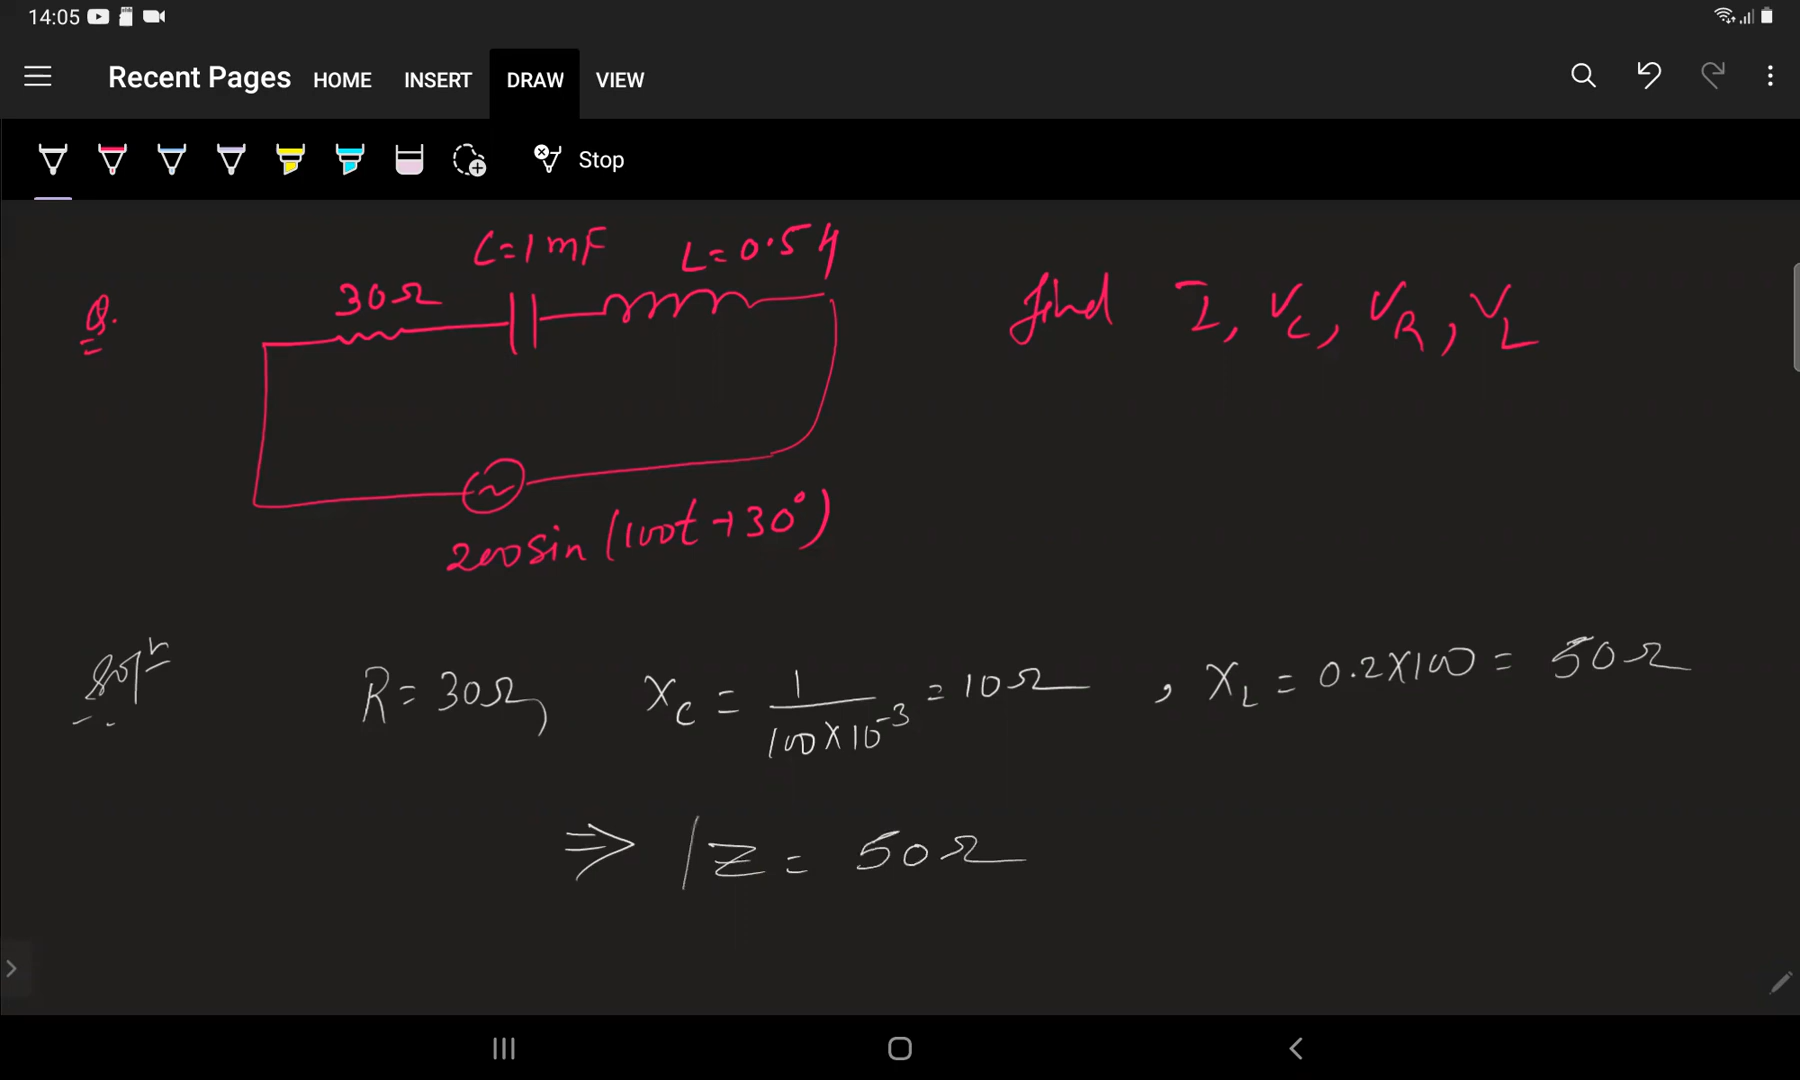 14:05
Recent Pages HOME INSERT DRAW VIEW
Stop
C=1mF L=0.5H
30Ω
Q. find I, VC, VR, VL
200sin(100t+30°)
Solⁿ R=30Ω, XC = 1/(100×10⁻³) = 10Ω , XL = 0.2×100 = 50Ω
⇒ |Z = 50Ω